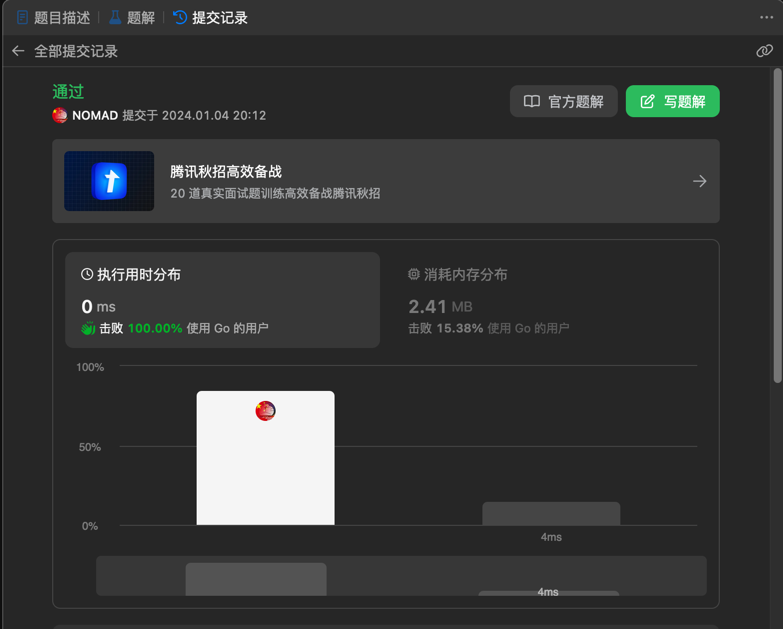 题目描述 题解 提交记录
全部提交记录
通过
NOMAD 提交于 2024.01.04 20:12
官方题解
写题解
腾讯秋招高效备战
20 道真实面试题训练高效备战腾讯秋招
执行用时分布
0 ms
击败 100.00% 使用 Go 的用户
消耗内存分布
2.41 MB
击败 15.38% 使用 Go 的用户
100%
50%
0%
4ms
4ms